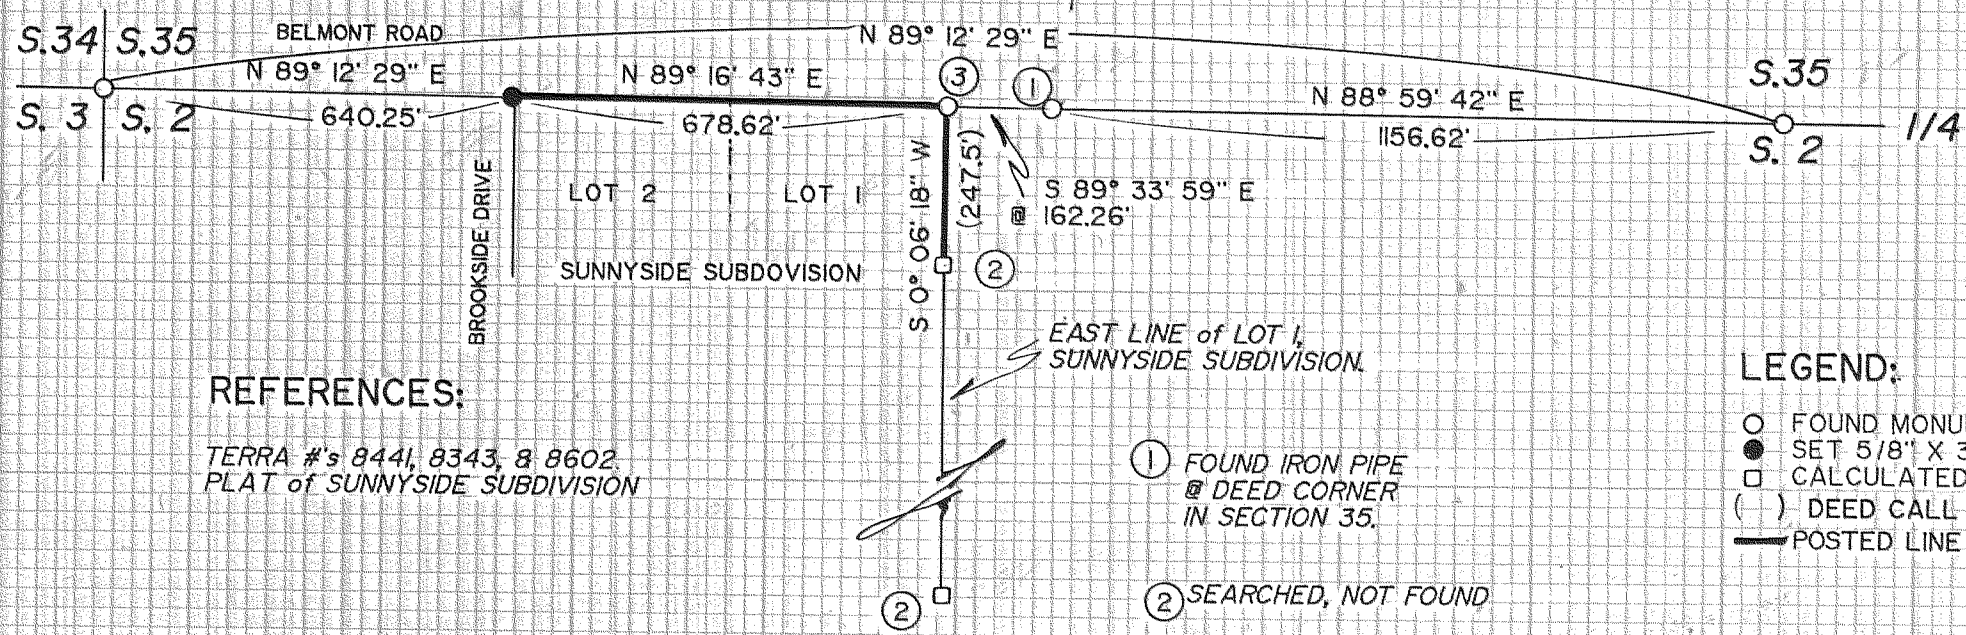 S.34 S.35
BELMONT ROAD
N 89° 12' 29" E
S.35
N 89° 12' 29" E
N 89° 16' 43" E
3
1
N 88° 59' 42" E
S. 3 S. 2
640.25'
678.62'
1156.62'
1/4
S. 2
BROOKSIDE DRIVE
LOT 2
LOT 1
S 0° 06' 18" W
(247.5')
S 89° 33' 59" E
@ 162.26'
SUNNYSIDE SUBDOVISION
2
EAST LINE of LOT 1,
SUNNYSIDE SUBDIVISION.
REFERENCES:
TERRA #'s 8441, 8343, & 8602.
PLAT of SUNNYSIDE SUBDIVISION
1 FOUND IRON PIPE
@ DEED CORNER
IN SECTION 35.
2
2 SEARCHED, NOT FOUND
LEGEND:
FOUND MONU
SET 5/8" X 3
CALCULATED
( ) DEED CALL
POSTED LINE